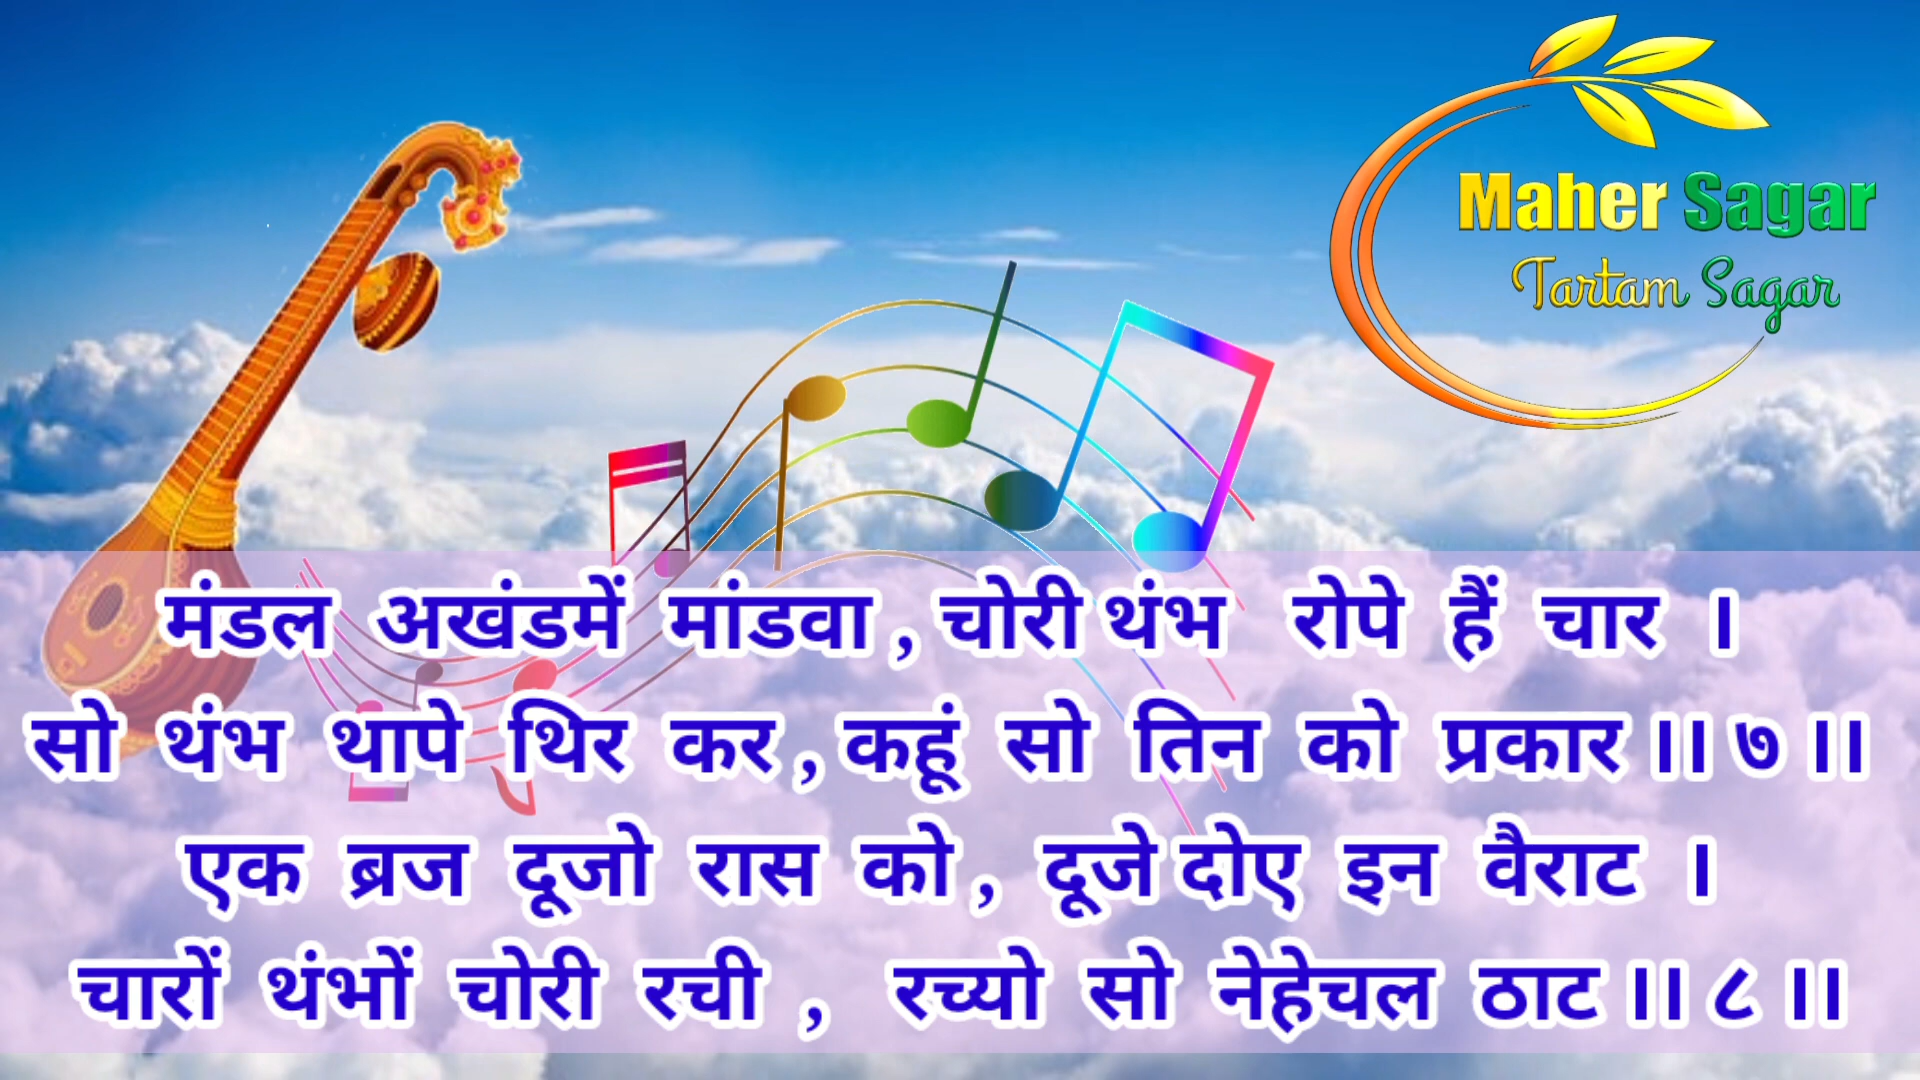 Maher Sagar
Tartam Sagar
मंडल अखंडमें मांडवा , चोरी थंभ रोपे हैं चार ।
सो थंभ थापे थिर कर , कहूं सो तिन को प्रकार ।। ७ ।।
एक ब्रज दूजो रास को , दूजे दोए इन वैराट ।
चारों थंभों चोरी रची , रच्यो सो नेहेचल ठाट ।। ८ ।।